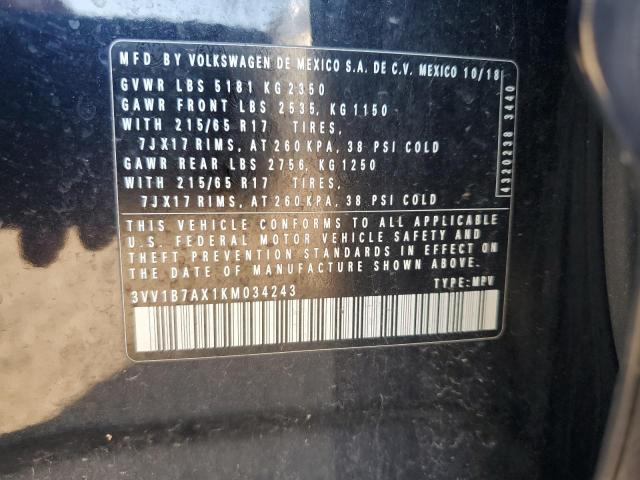 MFD BY VOLKSWAGEN DE MEXICO S.A. DE C.V. MEXICO 10/18
GVWR LBS 5181 KG 2350
GAWR FRONT LBS 2535, KG 1150
WITH 215/65 R17 TIRES,
7JX17 RIMS, AT 260 KPA, 38 PSI COLD
GAWR REAR LBS 2756, KG 1250
WITH 215/65 R17 TIRES,
7JX17 RIMS, AT 260 KPA, 38 PSI COLD
4320238 3440
THIS VEHICLE CONFORMS TO ALL APPLICABLE
U.S. FEDERAL MOTOR VEHICLE SAFETY AND
THEFT PREVENTION STANDARDS IN EFFECT ON
THE DATE OF MANUFACTURE SHOWN ABOVE.
3VV1B7AX1KM034243 TYPE:MPV